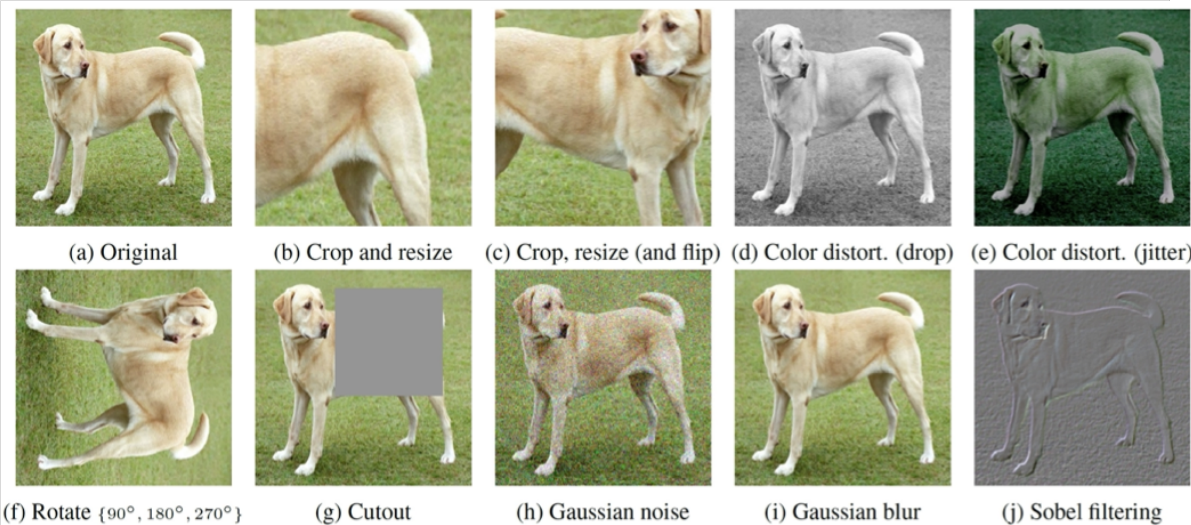 (a) Original
(b) Crop and resize
(c) Crop, resize (and flip)
(d) Color distort. (drop)
(e) Color distort. (jitter)
(f) Rotate {90°, 180°, 270°}
(g) Cutout
(h) Gaussian noise
(i) Gaussian blur
(j) Sobel filtering